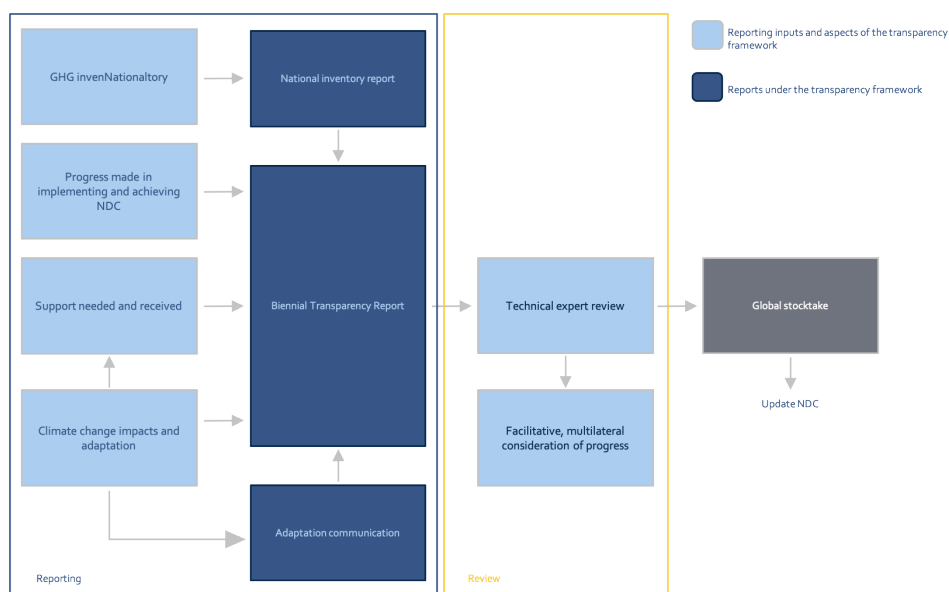 GHG invenNationaltory
National inventory report
Progress made in
implementing and achieving
NDC
Support needed and received
Biennial Transparency Report
Climate change impacts and
adaptation
Adaptation communication
Reporting
Technical expert review
Facilitative, multilateral
consideration of progress
Review
Global stocktake
Update NDC
Reporting inputs and aspects of the transparency
framework
Reports under the transparency framework